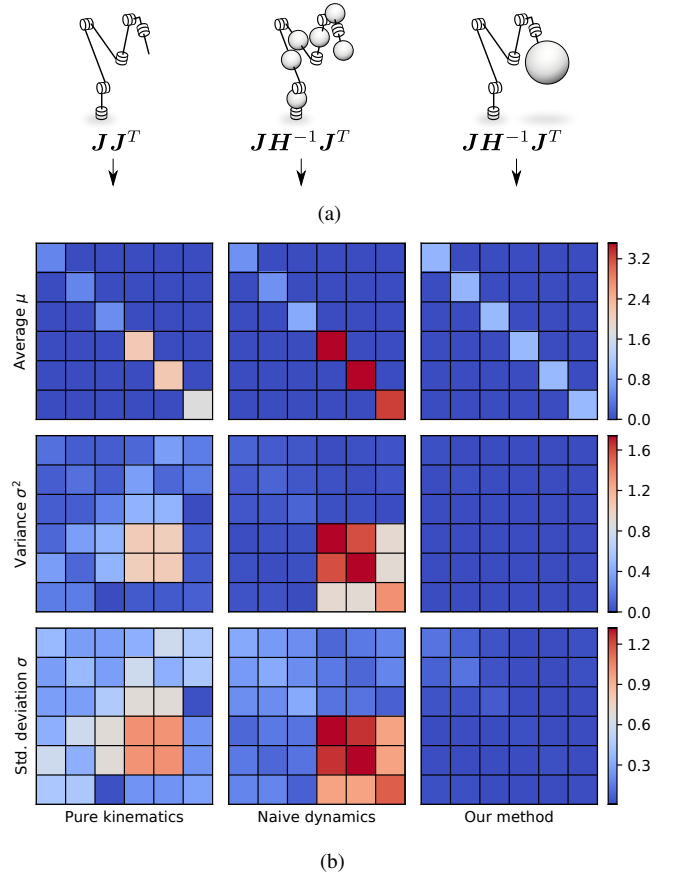 JJ^T JH^{-1}J^T JH^{-1}J^T
(a)
Average μ
3.2
2.4
1.6
0.8
0.0
Variance σ²
1.6
1.2
0.8
0.4
0.0
Std. deviation σ
1.2
0.9
0.6
0.3
Pure kinematics Naive dynamics Our method
(b)